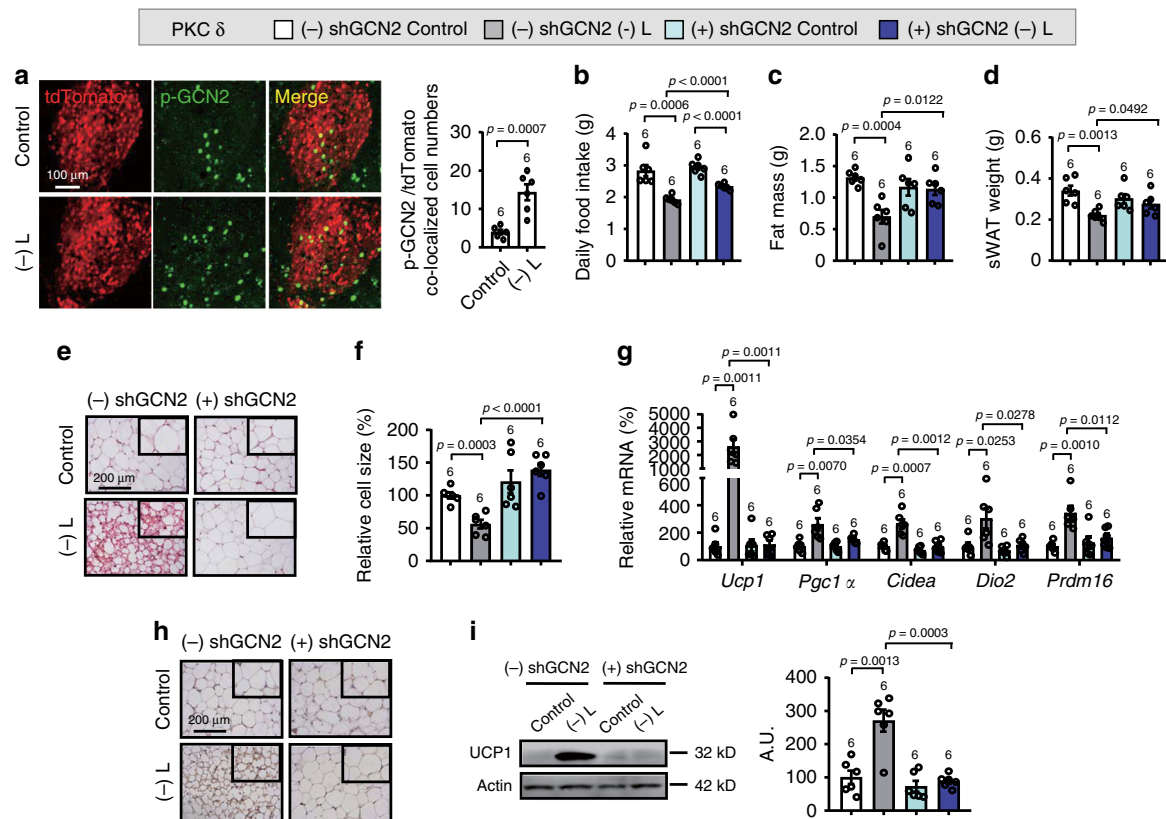 PKC δ (–) shGCN2 Control (–) shGCN2 (-) L (+) shGCN2 Control (+) shGCN2 (–) L
a
tdTomato
p-GCN2
Merge
Control
100 µm
(–) L
p-GCN2 /tdTomato
co-localized cell numbers
30
20
10
0
p = 0.0007
6
6
Control
(–) L
b
Daily food intake (g)
4
3
2
1
0
p < 0.0001
p = 0.0006
p < 0.0001
6
6
6
6
c
Fat mass (g)
2.0
1.5
1.0
0.5
0
p = 0.0122
p = 0.0004
6
6
6
6
d
sWAT weight (g)
0.6
0.4
0.2
0
p = 0.0492
p = 0.0013
6
6
6
6
e
(–) shGCN2 (+) shGCN2
Control
200 µm
(–) L
f
Relative cell size (%)
200
150
100
50
0
p < 0.0001
p = 0.0003
6
6
6
6
g
Relative mRNA (%)
5000
4000
3000
2000
1000
400
200
0
p = 0.0011
p = 0.0011
6
6
6
6
p = 0.0354
p = 0.0070
6
6
6
6
p = 0.0012
p = 0.0007
6
6
6
6
p = 0.0278
p = 0.0253
6
6
6
6
p = 0.0112
p = 0.0010
6
6
6
6
Ucp1 Pgc1 α Cidea Dio2 Prdm16
h
(–) shGCN2 (+) shGCN2
Control
200 µm
(–) L
i
(–) shGCN2 (+) shGCN2
Control
(–) L
Control
(–) L
UCP1 32 kD
Actin 42 kD
A.U.
400
300
200
100
0
p = 0.0003
p = 0.0013
6
6
6
6